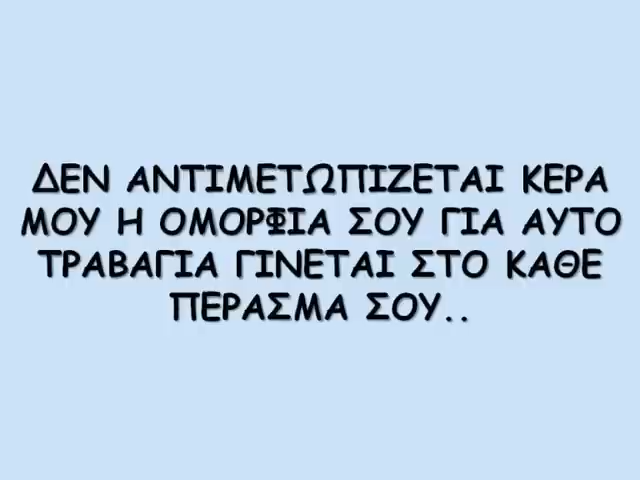 ΔΕΝ ΑΝΤΙΜΕΤΩΠΙΖΕΤΑΙ ΚΕΡΑ
ΜΟΥ Η ΟΜΟΡΦΙΑ ΣΟΥ ΓΙΑ ΑΥΤΟ
ΤΡΑΒΑΓΙΑ ΓΙΝΕΤΑΙ ΣΤΟ ΚΑΘΕ
ΠΕΡΑΣΜΑ ΣΟΥ..